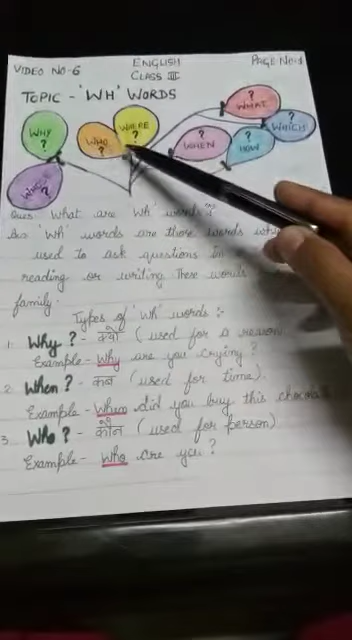 VIDEO NO-6 ENGLISH PAGE No:1
CLASS III
TOPIC - 'WH' WORDS
WHY ?
WHO ?
WHERE ?
WHEN ?
WHAT ?
HOW ?
WHICH ?
?
Ques: What are 'Wh' words ?
Ans: 'Wh' words are those words
used to ask questions in
reading or writing these words
family.
Types of 'Wh' words :-
1. Why ? - क्यों (used for a reason
Example - Why are you crying ?
2. When ? - कब (used for time).
Example - When did you buy this
3. Who ? - कौन (used for person)
Example - Who are you ?